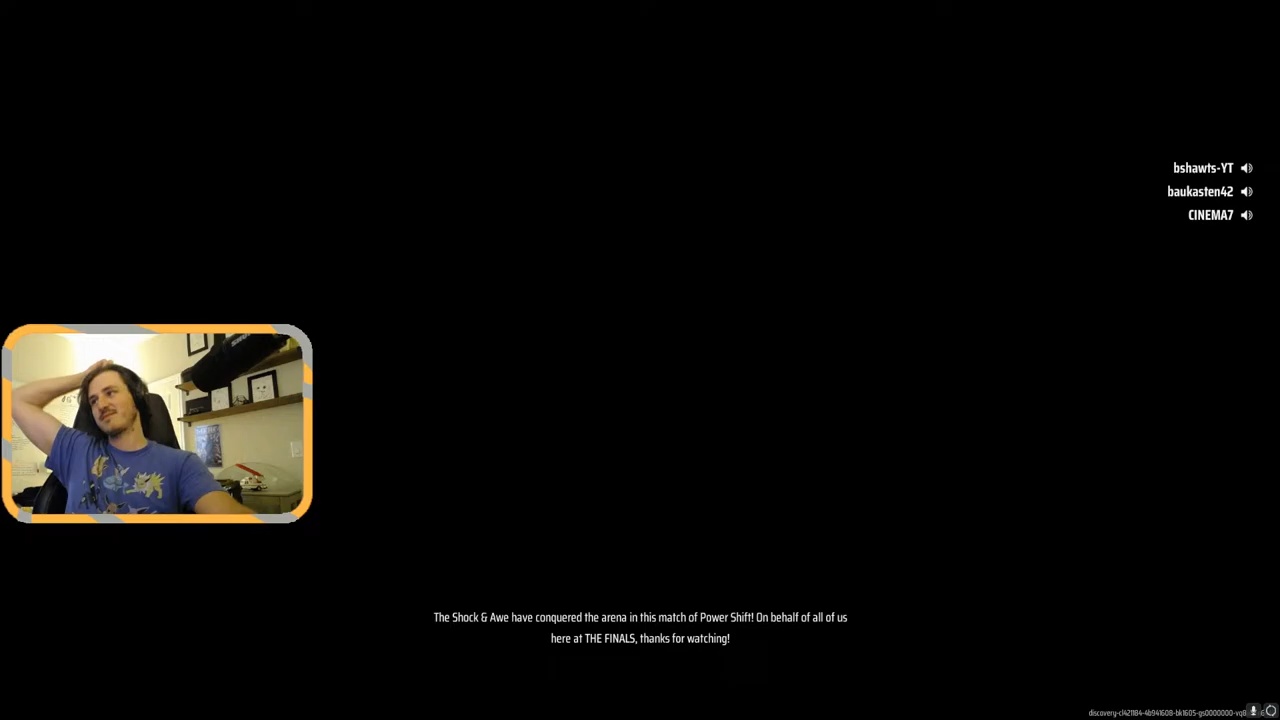 bshawts-YT
baukasten42
CINEMA7
The Shock & Awe have conquered the arena in this match of Power Shift! On behalf of all of us
here at THE FINALS, thanks for watching!